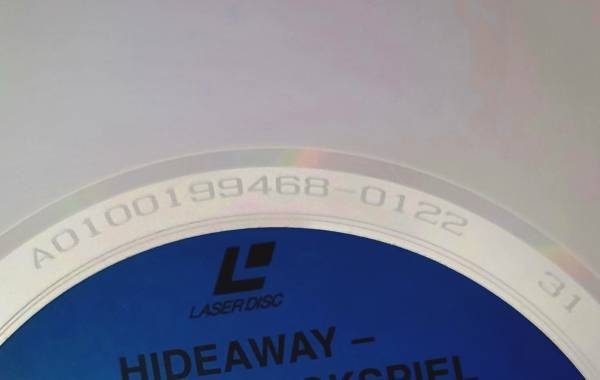 A0100199468-0122 31
LASER DISC
HIDEAWAY –